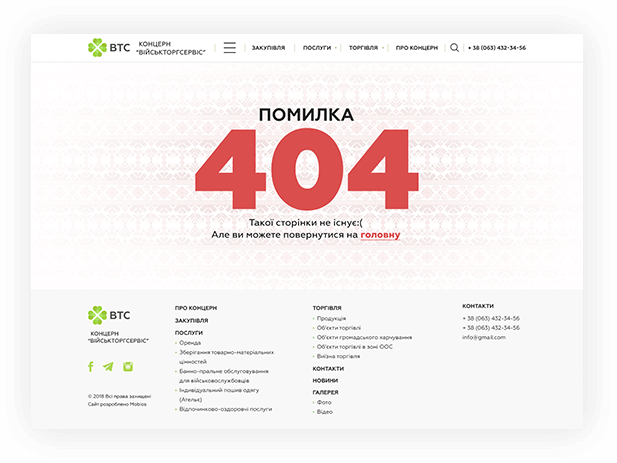 ВТС
КОНЦЕРН
"ВІЙСЬКТОРГСЕРВІС"
ЗАКУПІВЛЯ
ПОСЛУГИ
ТОРГІВЛЯ
ПРО КОНЦЕРН
+ 38 (063) 432-34-56
ПОМИЛКА
404
Такої сторінки не існує:(
Але ви можете повернутися на головну
ВТС
КОНЦЕРН
"ВІЙСЬКТОРГСЕРВІС"
© 2018 Всі права захищені
Сайт розроблено Mobios
ПРО КОНЦЕРН
ЗАКУПІВЛЯ
ПОСЛУГИ
- Оренда
- Зберігання товарно-матеріальних
цінностей
- Банно-пральне обслуговування
для військослужбовців
- Індивідуальний пошив одягу
(Ательє)
- Відпочинково-оздоровчі послуги
ТОРГІВЛЯ
- Продукція
- Об'єкти торгівлі
- Об'єкти громадського харчування
- Об'єкти торгівлі в зоні ООС
- Виїзна торгівля
КОНТАКТИ
НОВИНИ
ГАЛЕРЕЯ
- Фото
- Відео
КОНТАКТИ
+ 38 (063) 432-34-56
+ 38 (063) 432-34-56
info@gmail.com